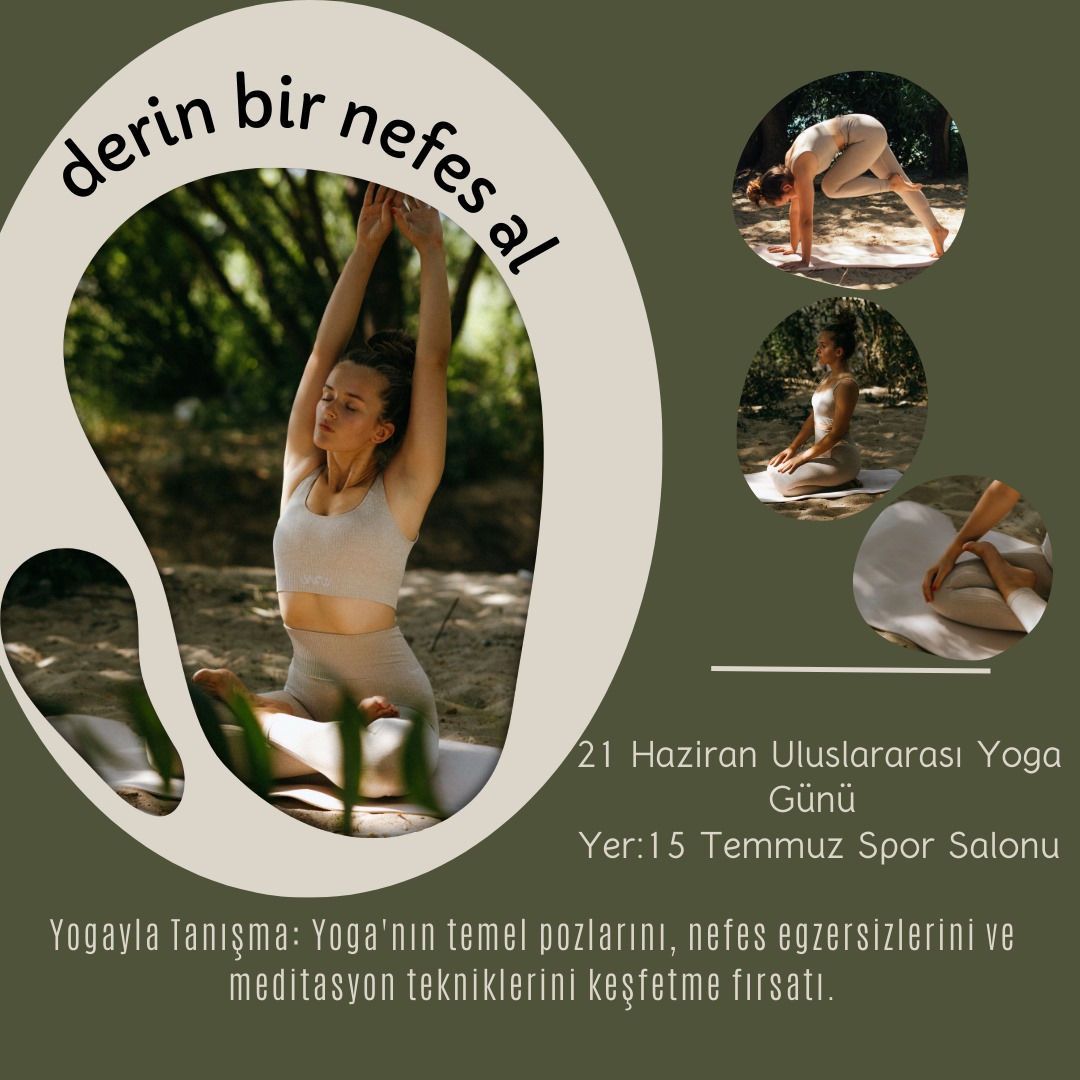 derin bir nefes al
21 Haziran Uluslararası Yoga
Günü
Yer:15 Temmuz Spor Salonu
Yogayla Tanışma: Yoga'nın temel pozlarını, nefes egzersizlerini ve
meditasyon tekniklerini keşfetme fırsatı.